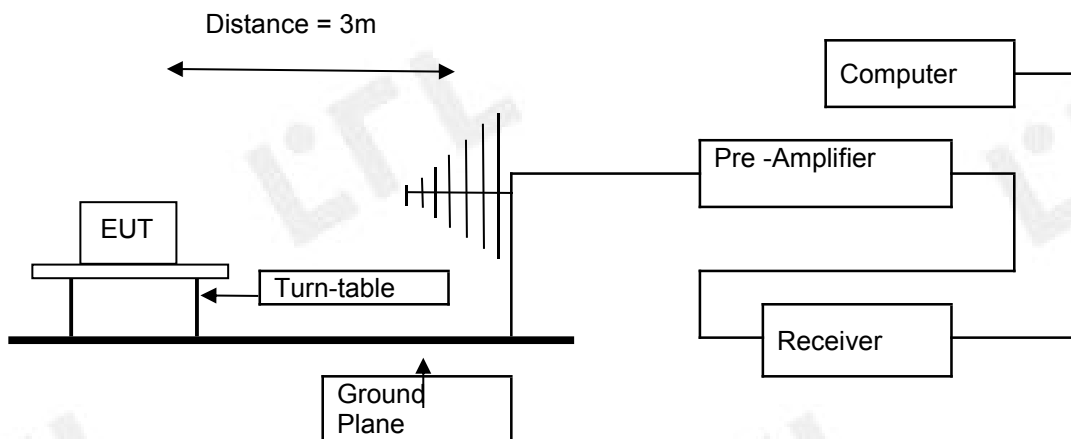 Distance = 3m
Computer
Pre -Amplifier
EUT
Turn-table
Receiver
Ground
Plane